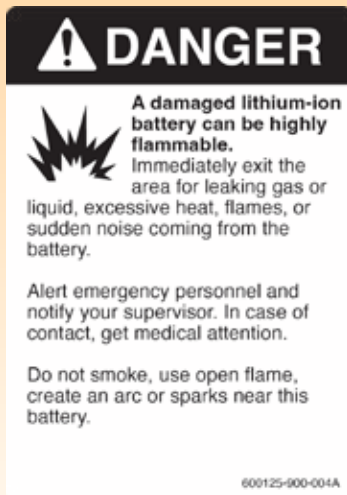 DANGER
A damaged lithium-ion
battery can be highly
flammable.
Immediately exit the
area for leaking gas or
liquid, excessive heat, flames, or
sudden noise coming from the
battery.
Alert emergency personnel and
notify your supervisor. In case of
contact, get medical attention.
Do not smoke, use open flame,
create an arc or sparks near this
battery.
600125-900-004A